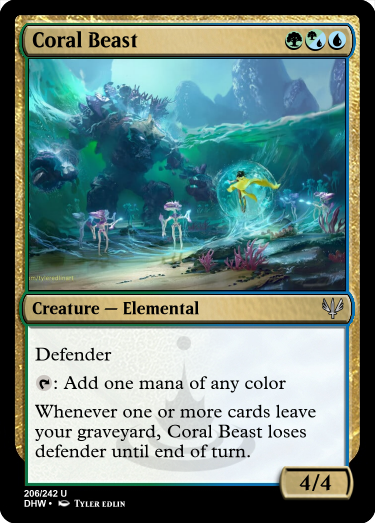 Coral Beast
Creature — Elemental
Defender
: Add one mana of any color
Whenever one or more cards leave
your graveyard, Coral Beast loses
defender until end of turn.
4/4
206/242 U
DHW • Tyler edlin